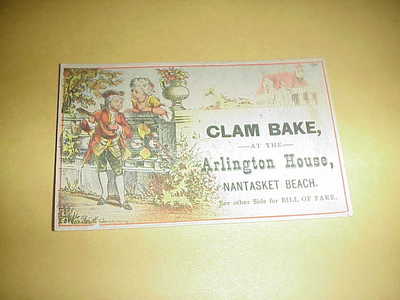 CLAM BAKE,
—AT THE—
Arlington House,
NANTASKET BEACH.
See other Side for BILL OF FARE.